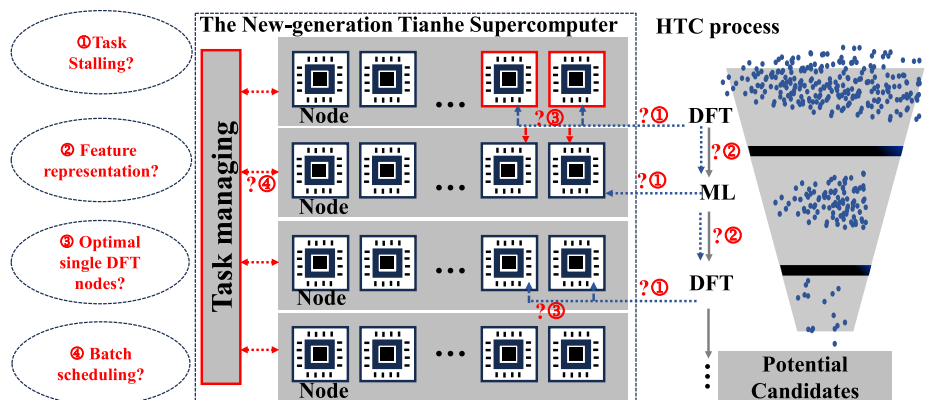 The New-generation Tianhe Supercomputer
HTC process
①Task
Stalling?
② Feature
representation?
③ Optimal
single DFT
nodes?
④ Batch
scheduling?
Task managing
?④
Node
...
?③
?①
DFT
?②
Node
...
?①
ML
?②
Node
...
?③
?①
DFT
Node
...
...
Potential
Candidates